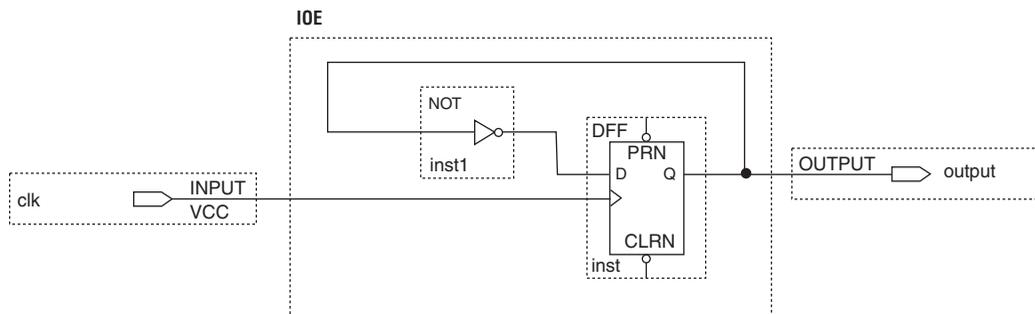 IOE
NOT
inst1
DFF
PRN
D Q
CLRN
inst
clk
INPUT
VCC
OUTPUT
output